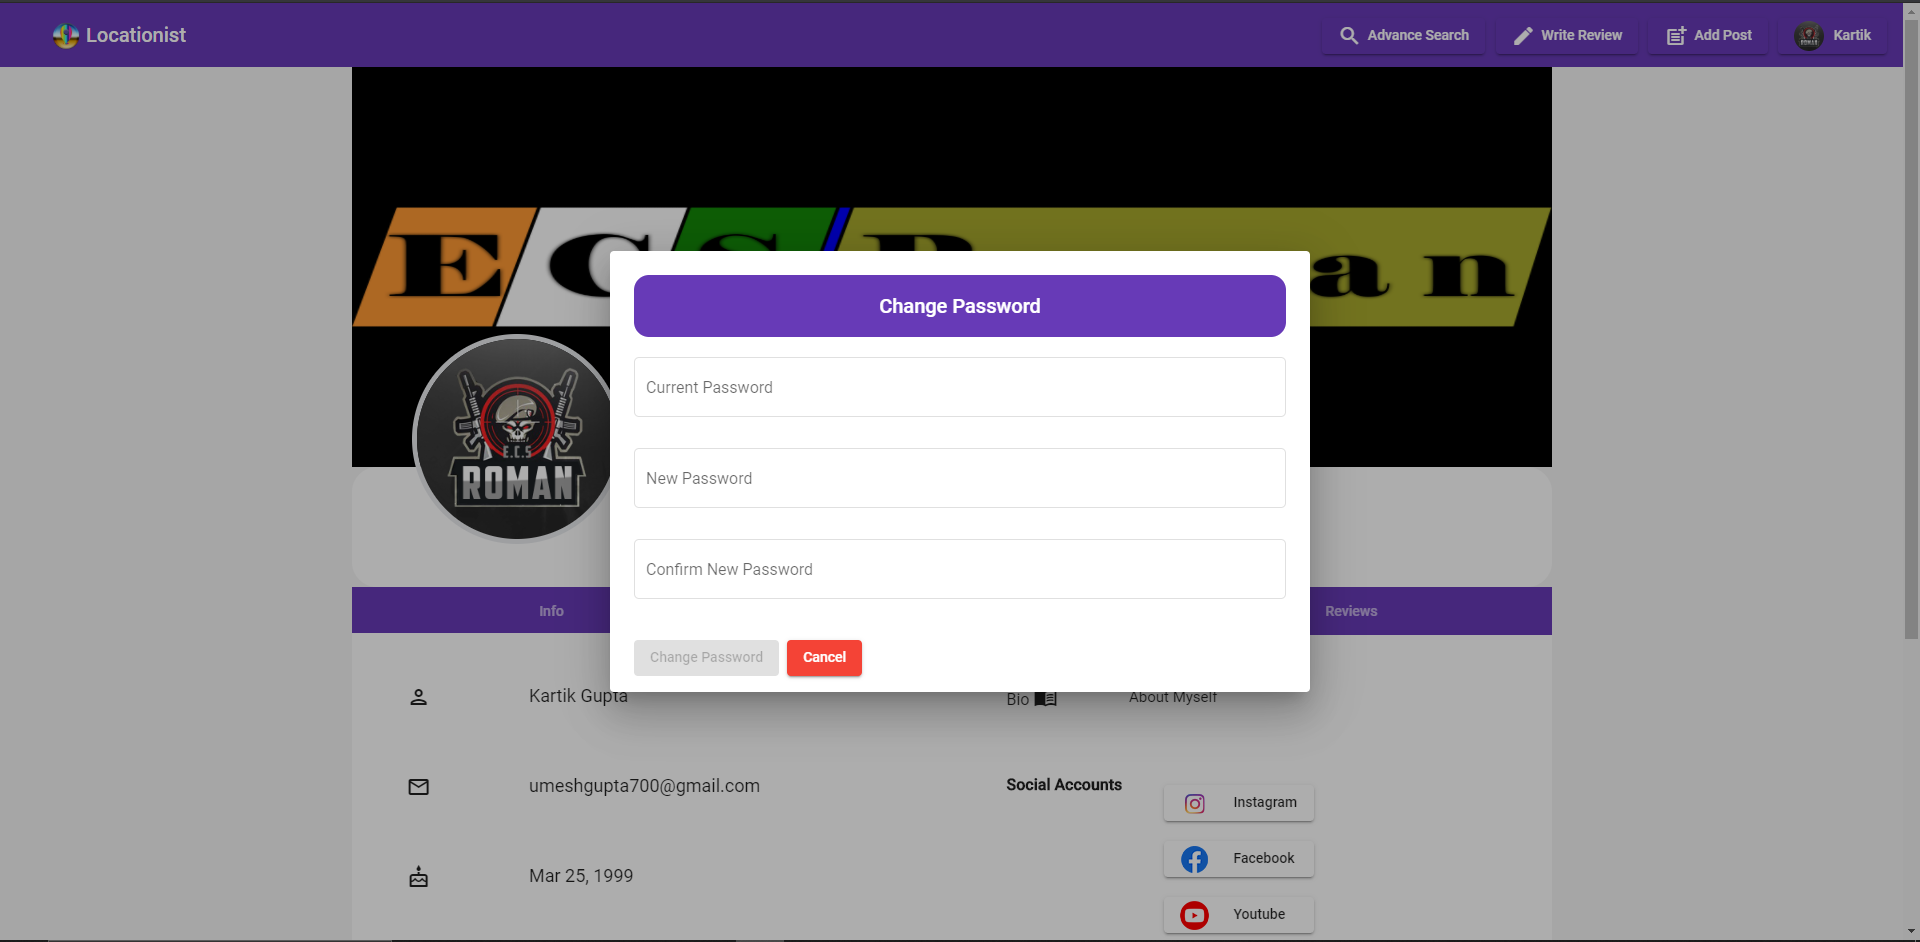 Locationist
Advance Search
Write Review
Add Post
ROMAN
Kartik
Change Password
Current Password
New Password
Confirm New Password
Change Password
Cancel
E.C.S
ROMAN
Info
Reviews
Kartik Gupta
Bio
About Myself
umeshgupta700@gmail.com
Social Accounts
Instagram
Facebook
Mar 25, 1999
Youtube